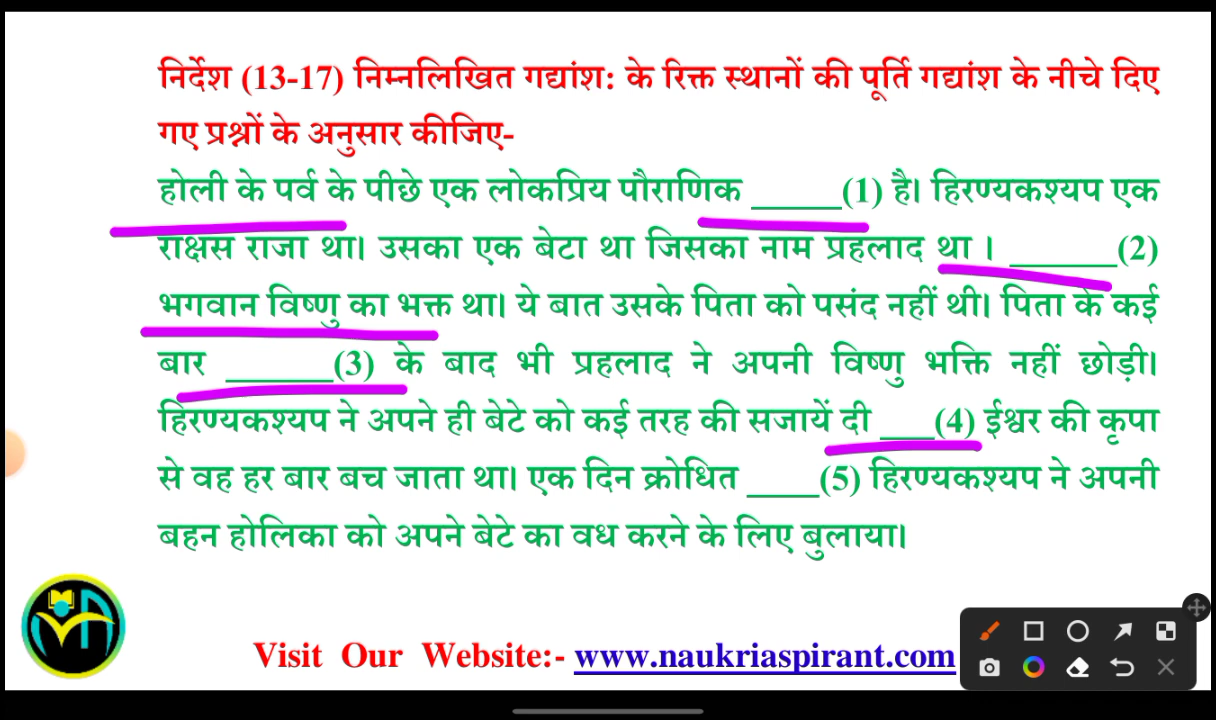 निर्देश (13-17) निम्नलिखित गद्यांश: के रिक्त स्थानों की पूर्ति गद्यांश के नीचे दिए
गए प्रश्नों के अनुसार कीजिए-
होली के पर्व के पीछे एक लोकप्रिय पौराणिक ______(1) है। हिरण्यकश्यप एक
राक्षस राजा था। उसका एक बेटा था जिसका नाम प्रहलाद था । _______(2)
भगवान विष्णु का भक्त था। ये बात उसके पिता को पसंद नहीं थी। पिता के कई
बार _______(3) के बाद भी प्रहलाद ने अपनी विष्णु भक्ति नहीं छोड़ी।
हिरण्यकश्यप ने अपने ही बेटे को कई तरह की सजायें दी ___(4) ईश्वर की कृपा
से वह हर बार बच जाता था। एक दिन क्रोधित ____(5) हिरण्यकश्यप ने अपनी
बहन होलिका को अपने बेटे का वध करने के लिए बुलाया।
Visit Our Website:- www.naukriaspirant.com